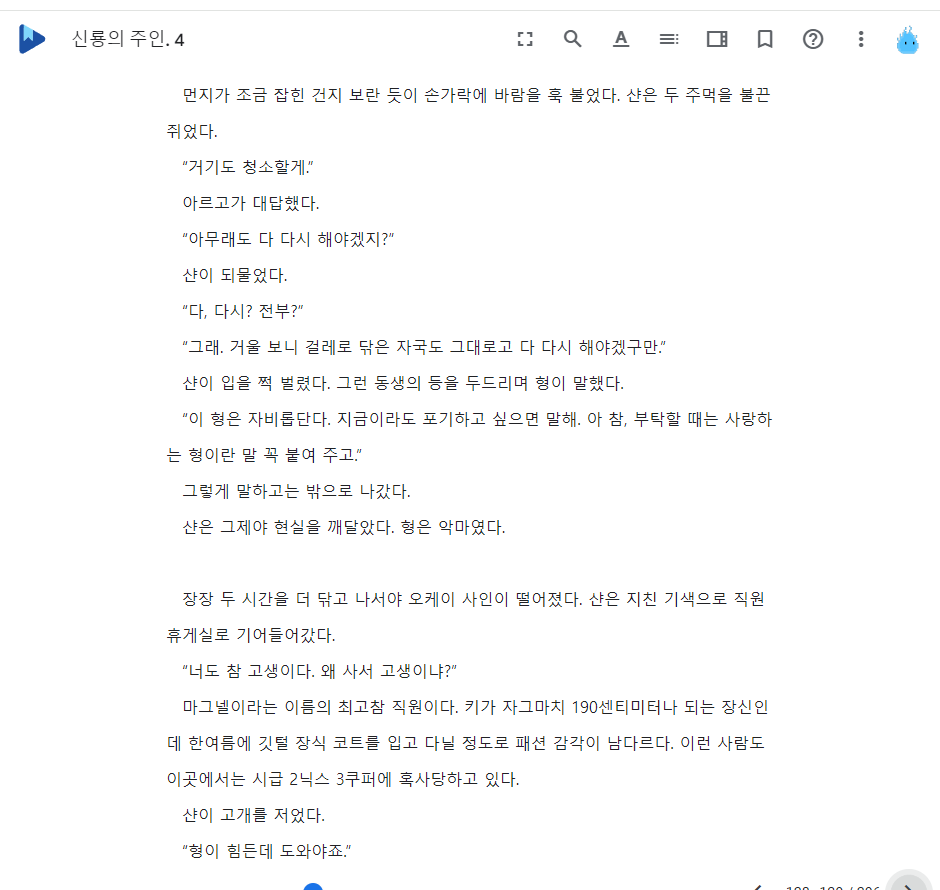 신룡의 주인. 4
먼지가 조금 잡힌 건지 보란 듯이 손가락에 바람을 훅 불었다. 샨은 두 주먹을 불끈
쥐었다.
“거기도 청소할게.”
아르고가 대답했다.
“아무래도 다 다시 해야겠지?”
샨이 되물었다.
“다, 다시? 전부?”
“그래. 거울 보니 걸레로 닦은 자국도 그대로고 다 다시 해야겠구만.”
샨이 입을 쩍 벌렸다. 그런 동생의 등을 두드리며 형이 말했다.
“이 형은 자비롭단다. 지금이라도 포기하고 싶으면 말해. 아 참, 부탁할 때는 사랑하
는 형이란 말 꼭 붙여 주고.”
그렇게 말하고는 밖으로 나갔다.
샨은 그제야 현실을 깨달았다. 형은 악마였다.
장장 두 시간을 더 닦고 나서야 오케이 사인이 떨어졌다. 샨은 지친 기색으로 직원
휴게실로 기어들어갔다.
“너도 참 고생이다. 왜 사서 고생이냐?”
마그넬이라는 이름의 최고참 직원이다. 키가 자그마치 190센티미터나 되는 장신인
데 한여름에 깃털 장식 코트를 입고 다닐 정도로 패션 감각이 남다르다. 이런 사람도
이곳에서는 시급 2닉스 3쿠퍼에 혹사당하고 있다.
샨이 고개를 저었다.
“형이 힘든데 도와야죠.”